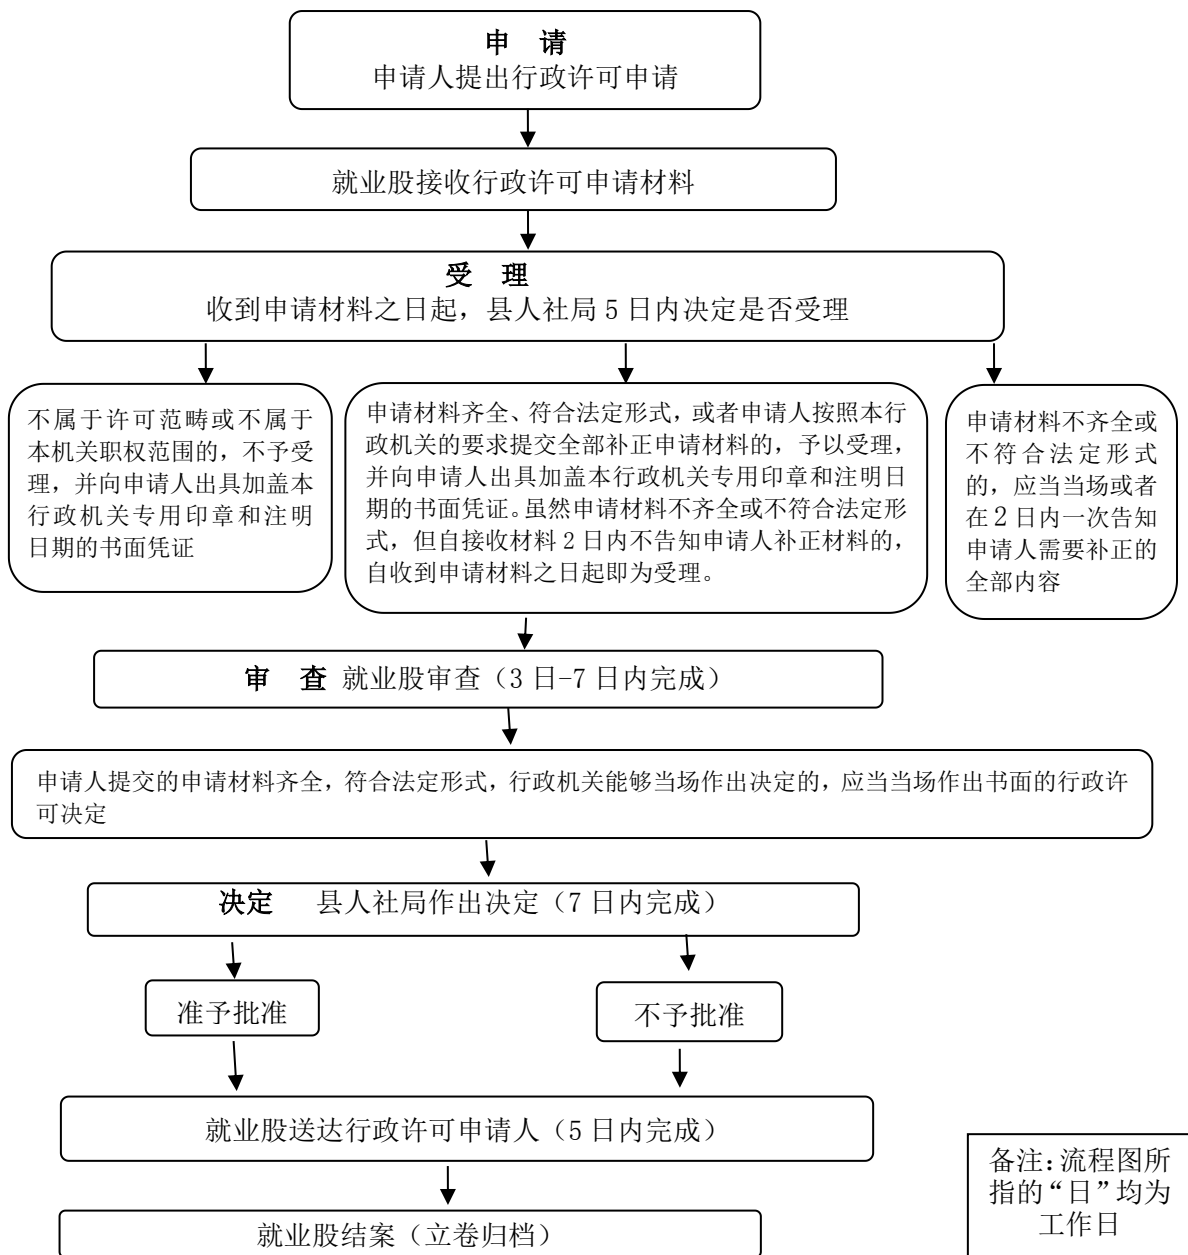 申 请
申请人提出行政许可申请
就业股接收行政许可申请材料
受 理
收到申请材料之日起，县人社局 5 日内决定是否受理
不属于许可范畴或不属于
本机关职权范围的，不予受
理，并向申请人出具加盖本
行政机关专用印章和注明
日期的书面凭证
申请材料齐全、符合法定形式，或者申请人按照本行
政机关的要求提交全部补正申请材料的，予以受理，
并向申请人出具加盖本行政机关专用印章和注明日
期的书面凭证。虽然申请材料不齐全或不符合法定形
式，但自接收材料 2 日内不告知申请人补正材料的，
自收到申请材料之日起即为受理。
申请材料不齐全或
不符合法定形式
的，应当当场或者
在 2 日内一次告知
申请人需要补正的
全部内容
审 查 就业股审查（3 日-7 日内完成）
申请人提交的申请材料齐全，符合法定形式，行政机关能够当场作出决定的，应当当场作出书面的行政许
可决定
决定 县人社局作出决定（7 日内完成）
准予批准
不予批准
就业股送达行政许可申请人（5 日内完成）
就业股结案（立卷归档）
备注：流程图所
指的“日”均为
工作日